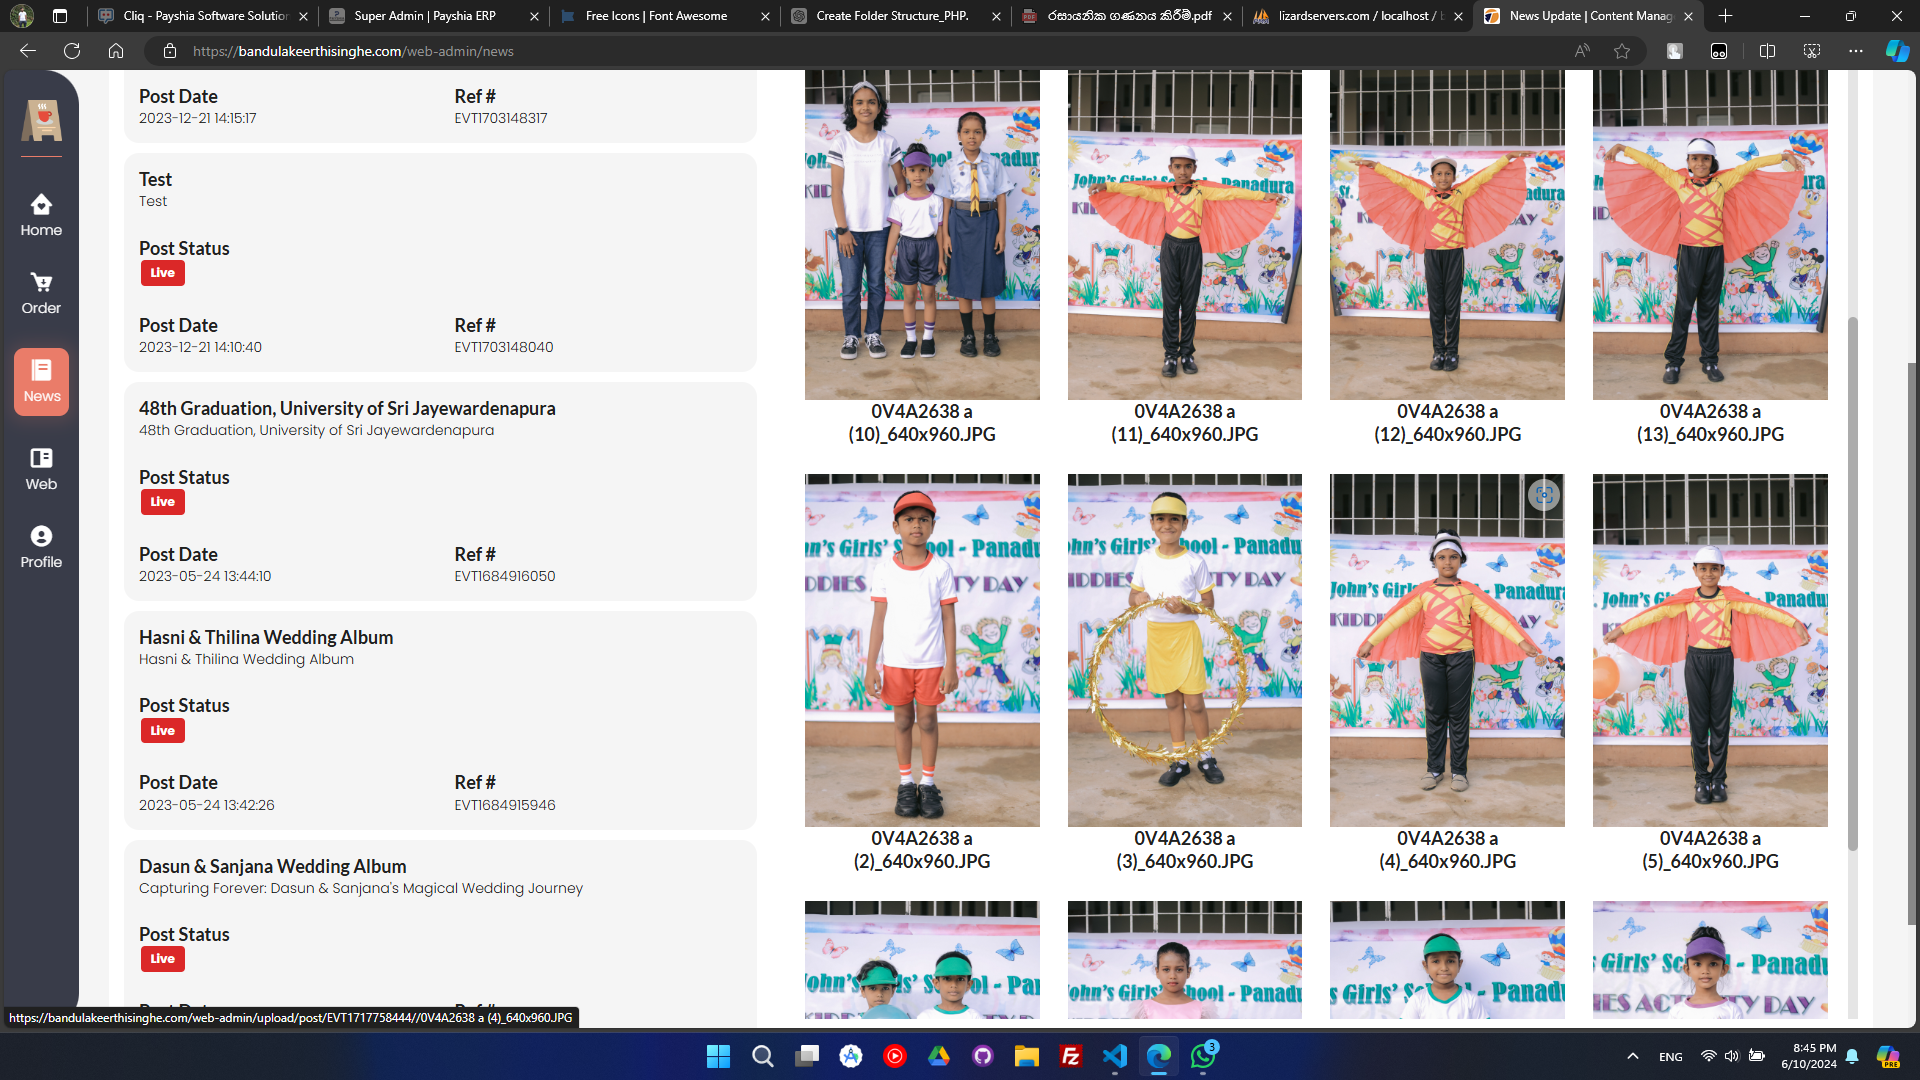 Cliq - Payshia Software Solution
Super Admin | Payshia ERP
Free Icons | Font Awesome
Create Folder Structure_PHP.
රසායනික ගණනය කිරීම්.pdf
lizardservers.com / localhost / b
News Update | Content Manag
https://bandulakeerthisinghe.com/web-admin/news
Home
Order
News
Web
Profile
Post Date
Ref #
2023-12-21 14:15:17
EVT1703148317
Test
Test
Post Status
Live
Post Date
Ref #
2023-12-21 14:10:40
EVT1703148040
48th Graduation, University of Sri Jayewardenapura
48th Graduation, University of Sri Jayewardenapura
Post Status
Live
Post Date
Ref #
2023-05-24 13:44:10
EVT1684916050
Hasni & Thilina Wedding Album
Hasni & Thilina Wedding Album
Post Status
Live
Post Date
Ref #
2023-05-24 13:42:26
EVT1684915946
Dasun & Sanjana Wedding Album
Capturing Forever: Dasun & Sanjana's Magical Wedding Journey
Post Status
Live
https://bandulakeerthisinghe.com/web-admin/upload/post/EVT1717758444//0V4A2638 a (4)_640x960.JPG
0V4A2638 a
(10)_640x960.JPG
0V4A2638 a
(11)_640x960.JPG
0V4A2638 a
(12)_640x960.JPG
0V4A2638 a
(13)_640x960.JPG
0V4A2638 a
(2)_640x960.JPG
0V4A2638 a
(3)_640x960.JPG
0V4A2638 a
(4)_640x960.JPG
0V4A2638 a
(5)_640x960.JPG
3
ENG
8:45 PM
6/10/2024
PRE